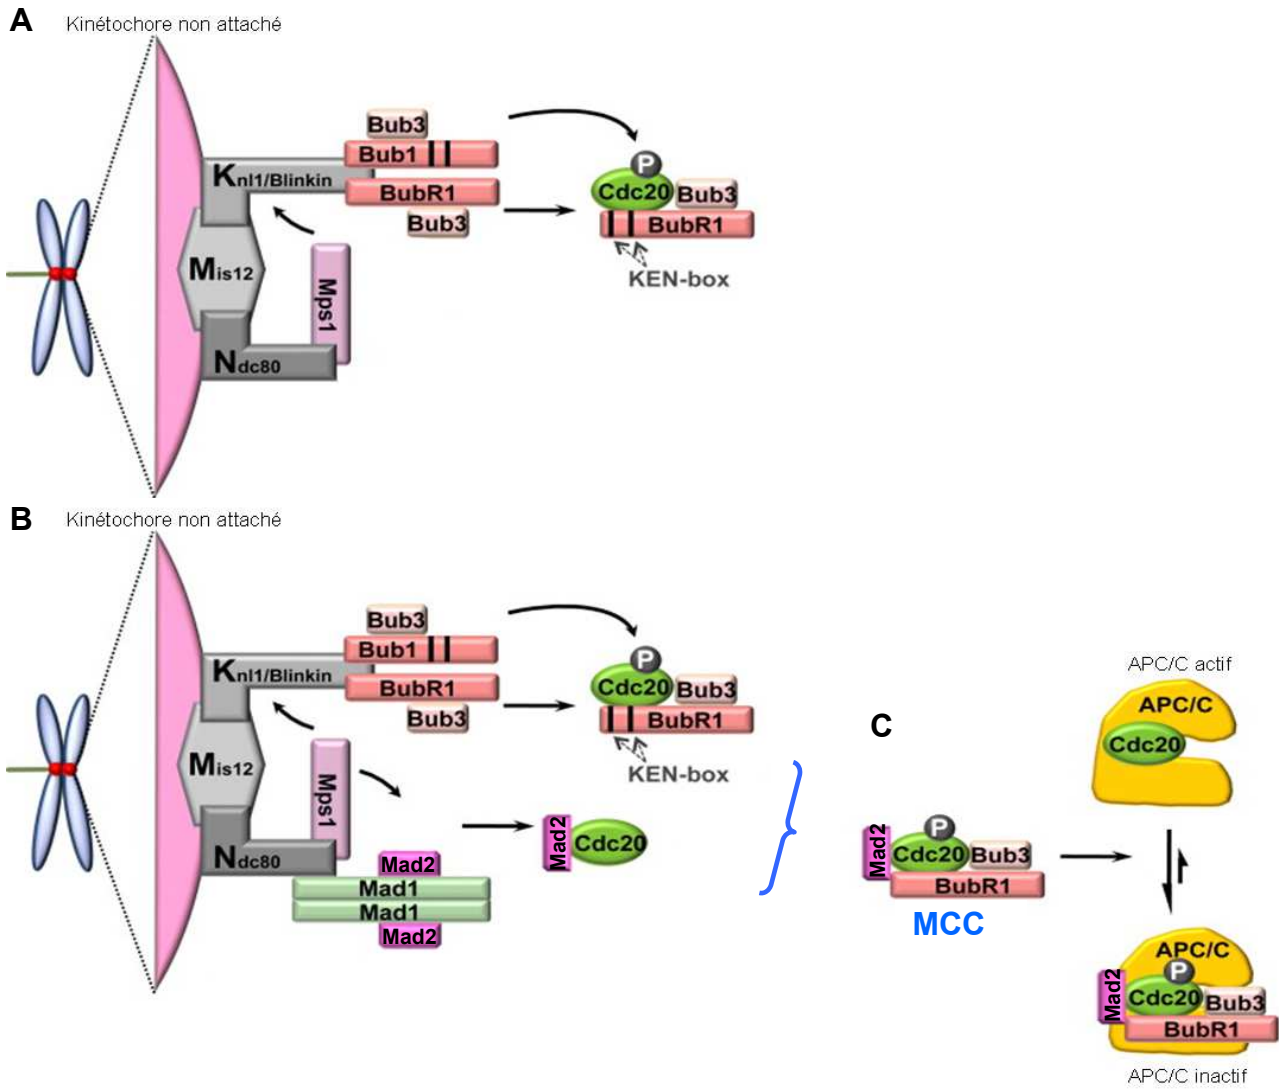 A
Kinétochore non attaché
Bub3
Bub1
Knl1/Blinkin
BubR1
Bub3
P
Cdc20
Bub3
BubR1
KEN-box
Mis12
Mps1
Ndc80
B
Kinétochore non attaché
Bub3
Bub1
Knl1/Blinkin
BubR1
Bub3
P
Cdc20
Bub3
BubR1
KEN-box
Mis12
Mps1
Ndc80
Mad2
Mad1
Mad1
Mad2
Mad2
Cdc20
C
APC/C actif
APC/C
Cdc20
Mad2
P
Cdc20
Bub3
BubR1
MCC
APC/C
P
Mad2
Cdc20
Bub3
BubR1
APC/C inactif